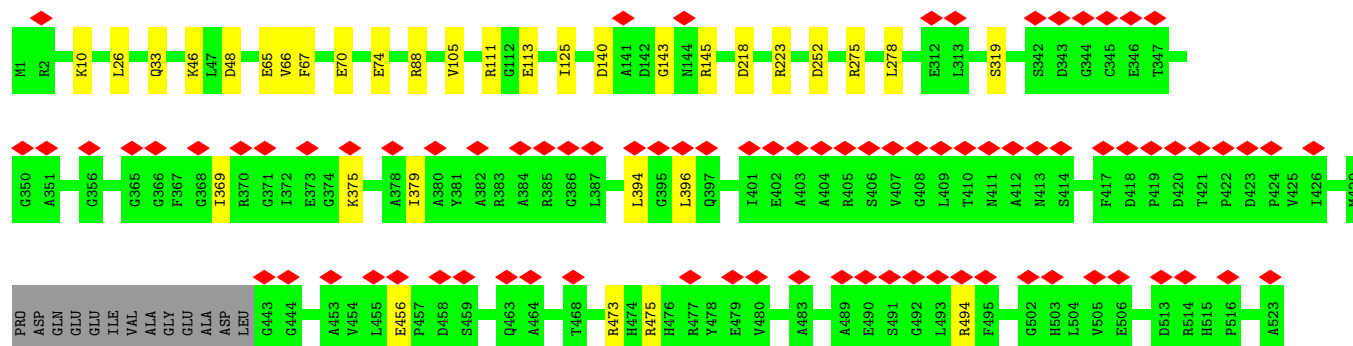 M1 R2 K10 L26 Q33 K46 L47 D48 E65 V66 F67 E70 E74 R88 V105 R111 G112 E113 I125 D140 A141 D142 G143 N144 R145 D218 R223 D252 R275 L278 E312 L313 S319 S342 D343 G344 C345 E346 T347
G350 A351 G356 G365 G366 F367 G368 I369 R370 G371 I372 E373 G374 K375 A378 I379 A380 Y381 A382 R383 A384 R385 G386 L387 L394 G395 L396 Q397 I401 E402 A403 A404 R405 S406 V407 G408 L409 T410 N411 A412 N413 S414 F417 D418 P419 D420 T421 P422 D423 P424 V425 I426
PRO ASP GLN GLU GLU ILE VAL ALA GLY GLU ALA ASP LEU G443 G444 A453 V454 L455 E456 P457 D458 S459 Q463 A464 T468 R473 H474 R475 H476 R477 Y478 E479 V480 A483 A489 E490 S491 G492 L493 R494 F495 G502 H503 L504 V505 E506 D513 R514 H515 P516 A523